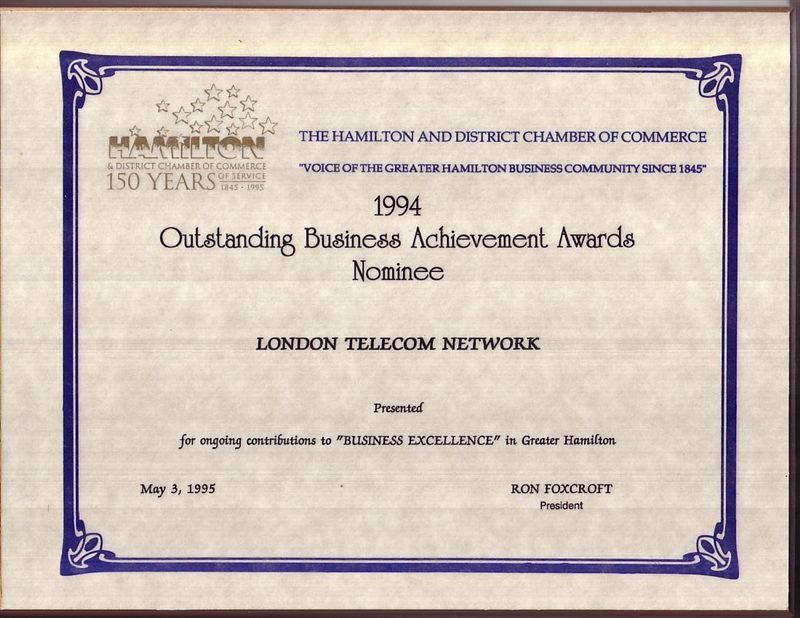 HAMILTON
& DISTRICT CHAMBER OF COMMERCE
150 YEARS OF SERVICE 1845 - 1995
THE HAMILTON AND DISTRICT CHAMBER OF COMMERCE
"VOICE OF THE GREATER HAMILTON BUSINESS COMMUNITY SINCE 1845"
1994
Outstanding Business Achievement Awards
Nominee
LONDON TELECOM NETWORK
Presented
for ongoing contributions to "BUSINESS EXCELLENCE" in Greater Hamilton
May 3, 1995
RON FOXCROFT
President